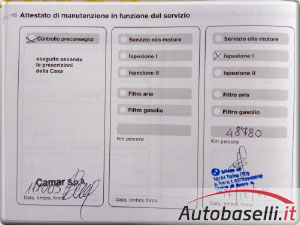 Attestato di manutenzione in funzione del servizio
Controllo preconsegna
eseguito secondo
le prescrizioni
della Casa
Camar S.p.A.
Data, timbro, firma
Servizio olio motore
Ispezione I
Ispezione II
Filtro aria
Filtro gasolio
Km percorsi
Data, timbro, firma
Servizio olio motore
Ispezione I
Ispezione II
Filtro aria
Filtro gasolio
48780
Km percorsi
Data, timbro, firma
Autobaselli.it